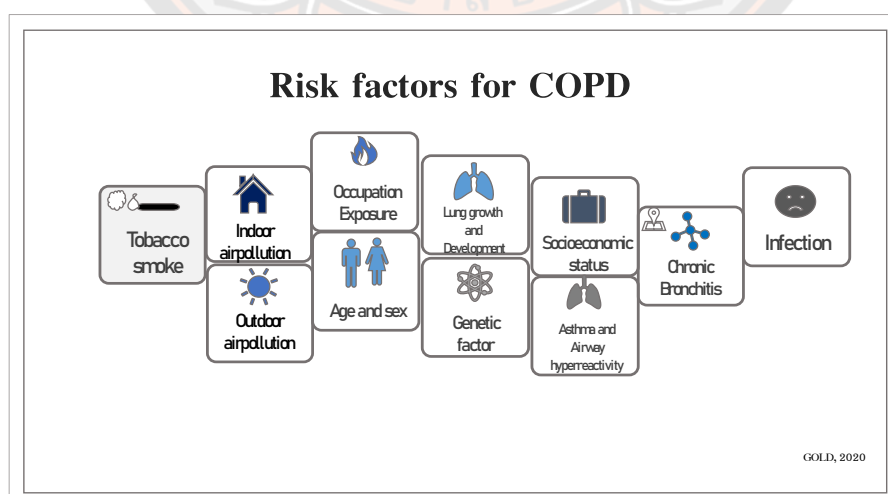 Risk factors for COPD
Tobacco
smoke
Indoor
airpollution
Outdoor
airpollution
Occupation
Exposure
Age and sex
Lung growth
and
Development
Genetic
factor
Socioeconomic
status
Asthma and
Airway
hyperreactivity
Chronic
Bronchitis
Infection
GOLD, 2020